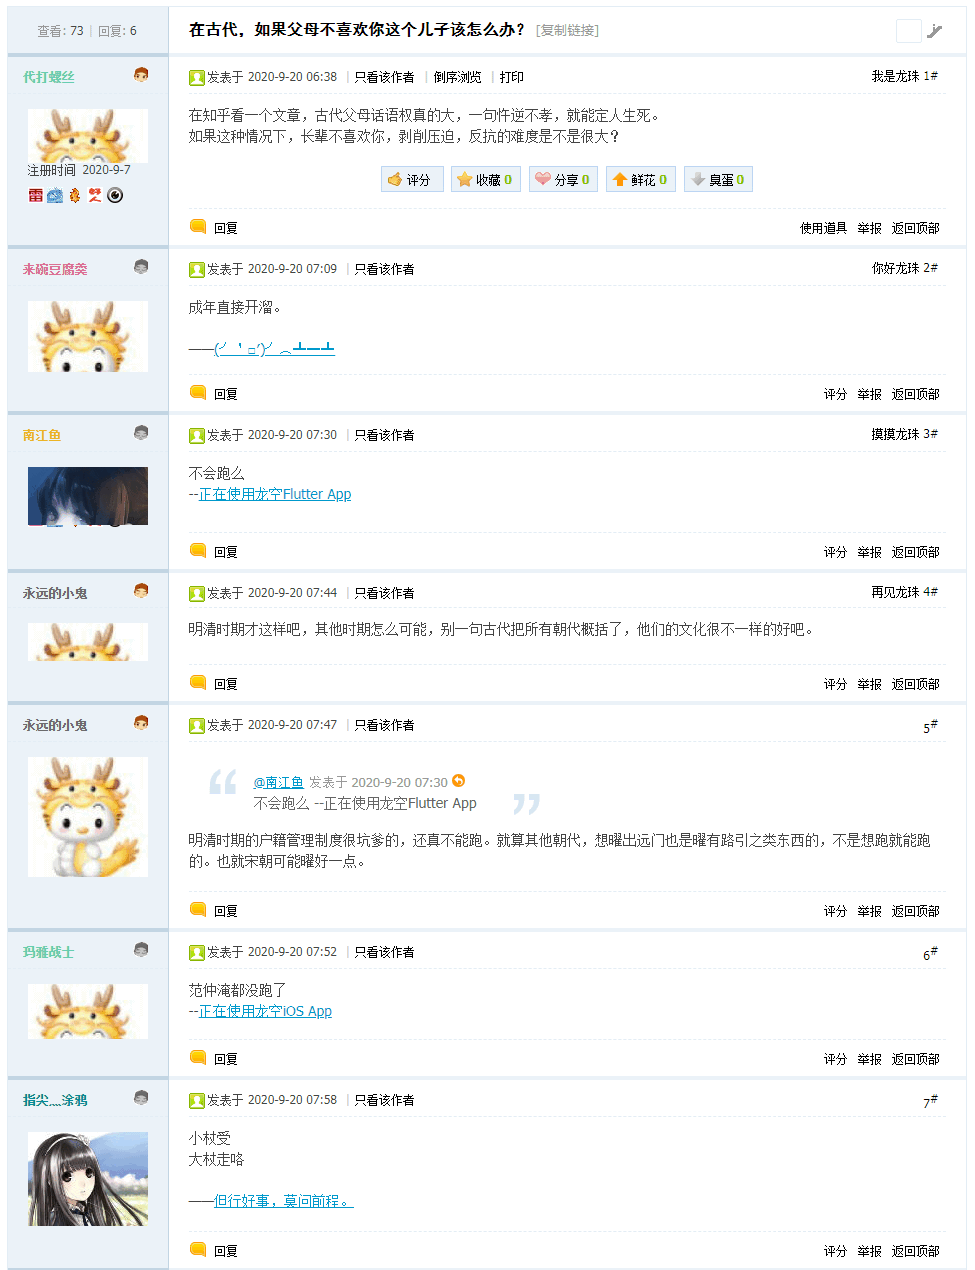 查看: 73 | 回复: 6
在古代，如果父母不喜欢你这个儿子该怎么办？ [复制链接]
代打螺丝
发表于 2020-9-20 06:38 | 只看该作者 | 倒序浏览 | 打印
我是龙珠 1#
注册时间 2020-9-7
在知乎看一个文章，古代父母话语权真的大，一句忤逆不孝，就能定人生死。
如果这种情况下，长辈不喜欢你，剥削压迫，反抗的难度是不是很大？
评分 收藏 0 分享 0 鲜花 0 臭蛋 0
回复
使用道具 举报 返回顶部
来碗豆腐羹
发表于 2020-9-20 07:09 | 只看该作者
你好龙珠 2#
成年直接开溜。
——(╯‵□′)╯︵┻━┻
回复
评分 举报 返回顶部
南江鱼
发表于 2020-9-20 07:30 | 只看该作者
摸摸龙珠 3#
不会跑么
--正在使用龙空Flutter App
回复
评分 举报 返回顶部
永远的小鬼
发表于 2020-9-20 07:44 | 只看该作者
再见龙珠 4#
明清时期才这样吧，其他时期怎么可能，别一句古代把所有朝代概括了，他们的文化很不一样的好吧。
回复
评分 举报 返回顶部
永远的小鬼
发表于 2020-9-20 07:47 | 只看该作者
5#
@南江鱼 发表于 2020-9-20 07:30
不会跑么 --正在使用龙空Flutter App
明清时期的户籍管理制度很坑爹的，还真不能跑。就算其他朝代，想曜出远门也是曜有路引之类东西的，不是想跑就能跑
的。也就宋朝可能曜好一点。
回复
评分 举报 返回顶部
玛雅战士
发表于 2020-9-20 07:52 | 只看该作者
6#
范仲淹都没跑了
--正在使用龙空iOS App
回复
评分 举报 返回顶部
指尖灬涂鸦
发表于 2020-9-20 07:58 | 只看该作者
7#
小杖受
大杖走咯
——但行好事，莫问前程。
回复
评分 举报 返回顶部